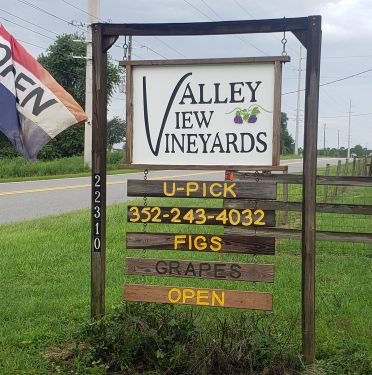 OPEN
VALLEY
VIEW
VINEYARDS
22310
U-PICK
352-243-4032
FIGS
GRAPES
OPEN